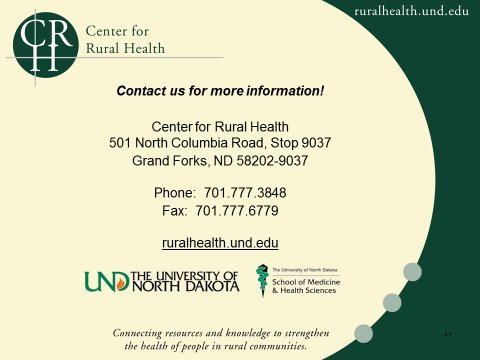 ruralhealth.und.edu
CRH
Center for
Rural Health
Contact us for more information!
Center for Rural Health
501 North Columbia Road, Stop 9037
Grand Forks, ND 58202-9037
Phone: 701.777.3848
Fax: 701.777.6779
ruralhealth.und.edu
UND THE UNIVERSITY OF
NORTH DAKOTA
The University of North Dakota
School of Medicine
& Health Sciences
Connecting resources and knowledge to strengthen
the health of people in rural communities.